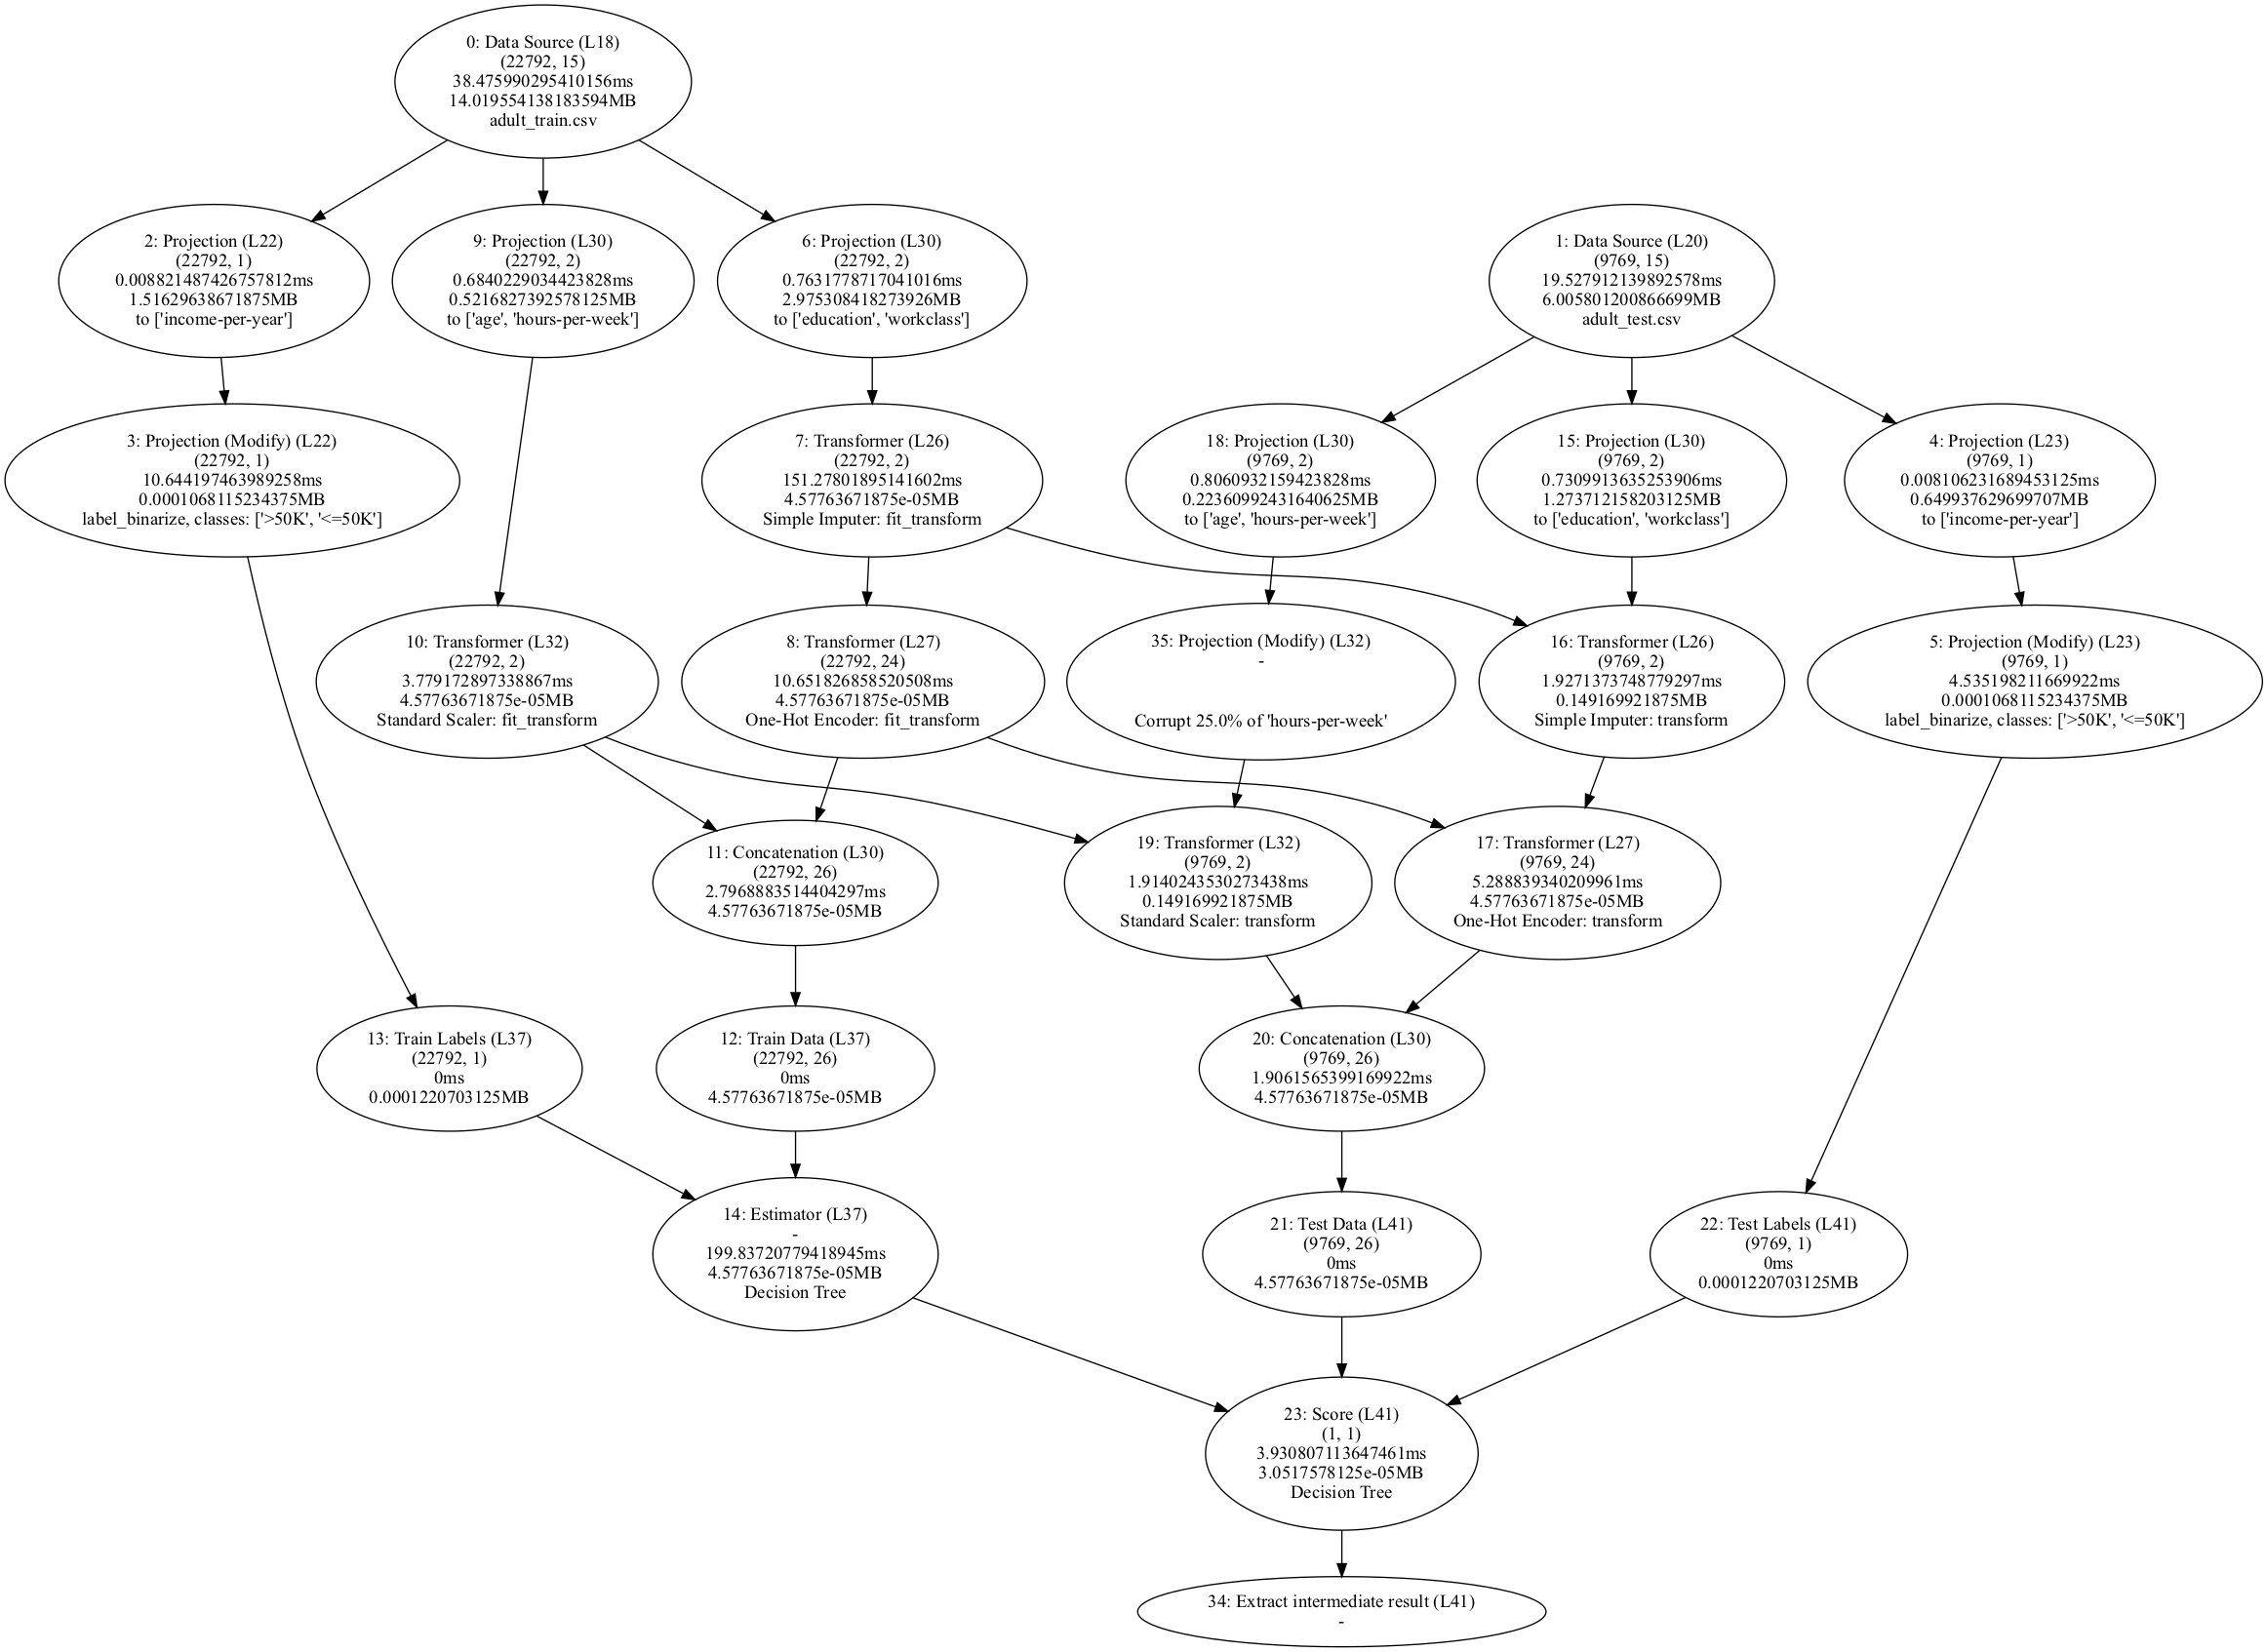 0: Data Source (L18)
(22792, 15)
38.475990295410156ms
14.019554138183594MB
adult_train.csv
2: Projection (L22)
(22792, 1)
0.008821487426757812ms
1.51629638671875MB
to ['income-per-year']
9: Projection (L30)
(22792, 2)
0.6840229034423828ms
0.5216827392578125MB
to ['age', 'hours-per-week']
6: Projection (L30)
(22792, 2)
0.7631778717041016ms
2.975308418273926MB
to ['education', 'workclass']
1: Data Source (L20)
(9769, 15)
19.527912139892578ms
6.005801200866699MB
adult_test.csv
3: Projection (Modify) (L22)
(22792, 1)
10.644197463989258ms
0.0001068115234375MB
label_binarize, classes: ['>50K', '<=50K']
7: Transformer (L26)
(22792, 2)
151.27801895141602ms
4.57763671875e-05MB
Simple Imputer: fit_transform
18: Projection (L30)
(9769, 2)
0.8060932159423828ms
0.22360992431640625MB
to ['age', 'hours-per-week']
15: Projection (L30)
(9769, 2)
0.7309913635253906ms
1.273712158203125MB
to ['education', 'workclass']
4: Projection (L23)
(9769, 1)
0.008106231689453125ms
0.649937629699707MB
to ['income-per-year']
10: Transformer (L32)
(22792, 2)
3.779172897338867ms
4.57763671875e-05MB
Standard Scaler: fit_transform
8: Transformer (L27)
(22792, 24)
10.651826858520508ms
4.57763671875e-05MB
One-Hot Encoder: fit_transform
35: Projection (Modify) (L32)
-
Corrupt 25.0% of 'hours-per-week'
16: Transformer (L26)
(9769, 2)
1.9271373748779297ms
0.149169921875MB
Simple Imputer: transform
5: Projection (Modify) (L23)
(9769, 1)
4.535198211669922ms
0.0001068115234375MB
label_binarize, classes: ['>50K', '<=50K']
11: Concatenation (L30)
(22792, 26)
2.7968883514404297ms
4.57763671875e-05MB
19: Transformer (L32)
(9769, 2)
1.9140243530273438ms
0.149169921875MB
Standard Scaler: transform
17: Transformer (L27)
(9769, 24)
5.288839340209961ms
4.57763671875e-05MB
One-Hot Encoder: transform
13: Train Labels (L37)
(22792, 1)
0ms
0.0001220703125MB
12: Train Data (L37)
(22792, 26)
0ms
4.57763671875e-05MB
20: Concatenation (L30)
(9769, 26)
1.9061565399169922ms
4.57763671875e-05MB
14: Estimator (L37)
-
199.83720779418945ms
4.57763671875e-05MB
Decision Tree
21: Test Data (L41)
(9769, 26)
0ms
4.57763671875e-05MB
22: Test Labels (L41)
(9769, 1)
0ms
0.0001220703125MB
23: Score (L41)
(1, 1)
3.930807113647461ms
3.0517578125e-05MB
Decision Tree
34: Extract intermediate result (L41)
-